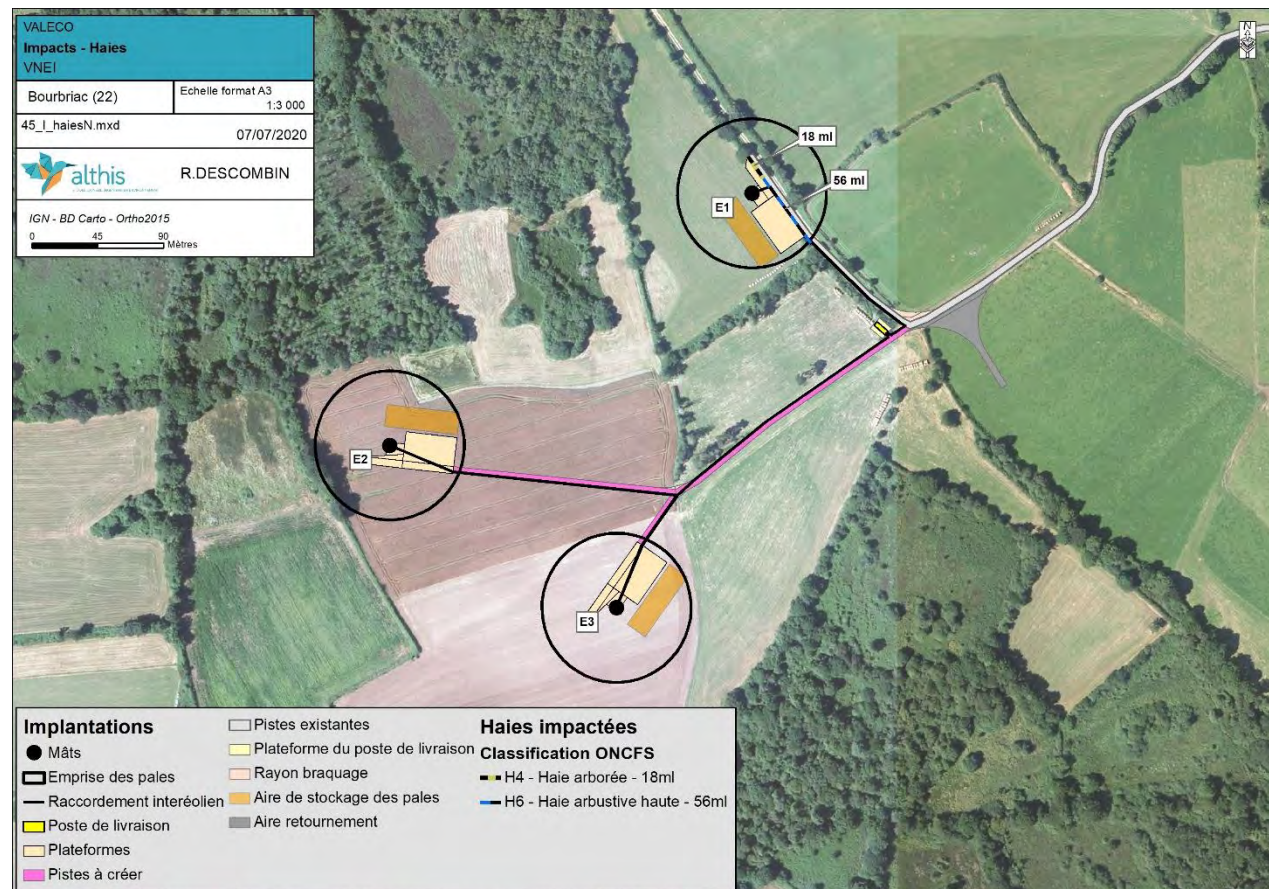 VALECO
Impacts - Haies
VNEI
Bourbriac (22)
Echelle format A3
1:3 000
45_I_haiesN.mxd
07/07/2020
althis
R.DESCOMBIN
IGN - BD Carto - Ortho2015
0 45 90
Mètres
N
18 ml
56 ml
E1
E2
E3
Implantations
Mâts
Emprise des pales
Raccordement interéolien
Poste de livraison
Plateformes
Pistes à créer
Pistes existantes
Plateforme du poste de livraison
Rayon braquage
Aire de stockage des pales
Aire retournement
Haies impactées
Classification ONCFS
H4 - Haie arborée - 18ml
H6 - Haie arbustive haute - 56ml